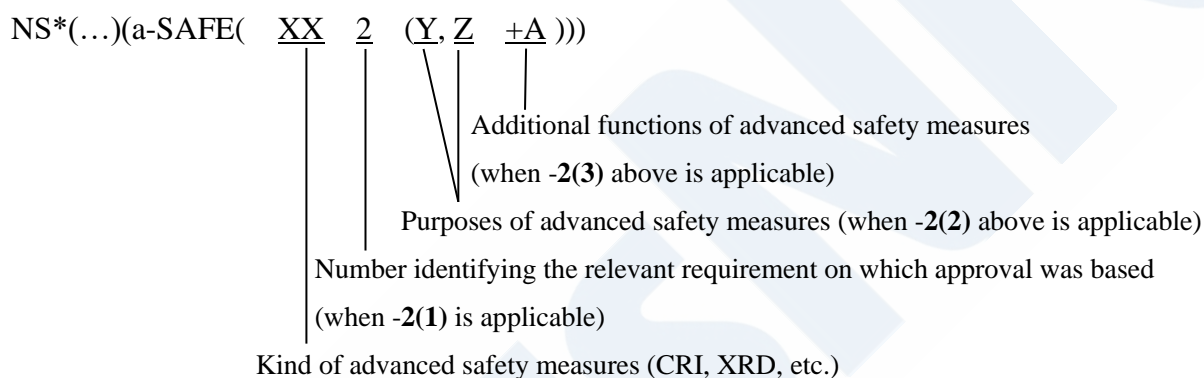 NS*(…)(a-SAFE( XX 2 (Y, Z +A )))
Additional functions of advanced safety measures
(when -2(3) above is applicable)
Purposes of advanced safety measures (when -2(2) above is applicable)
Number identifying the relevant requirement on which approval was based
(when -2(1) is applicable)
Kind of advanced safety measures (CRI, XRD, etc.)